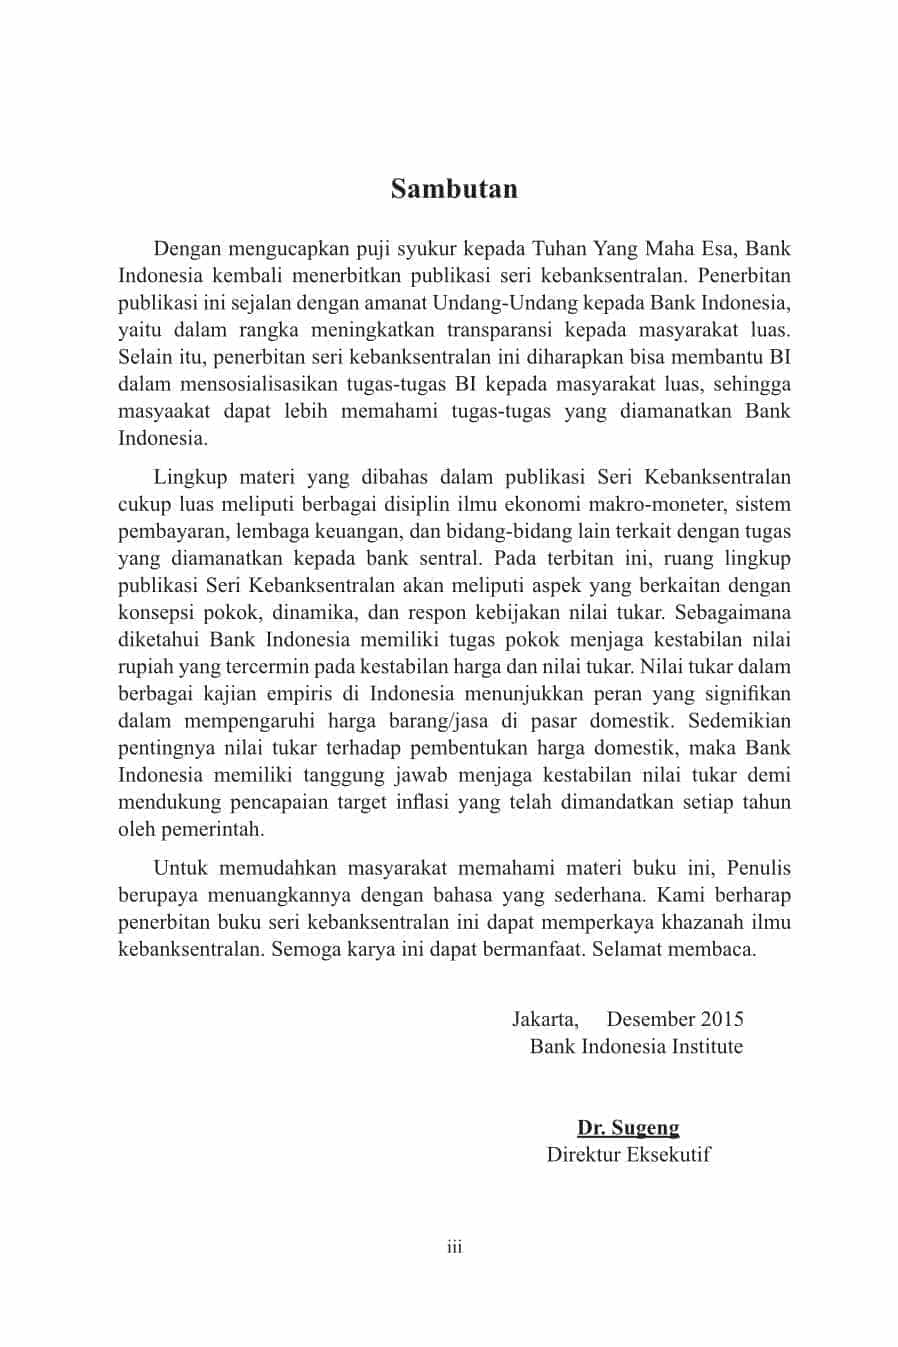 Sambutan
Dengan mengucapkan puji syukur kepada Tuhan Yang Maha Esa, Bank
Indonesia kembali menerbitkan publikasi seri kebanksentralan. Penerbitan
publikasi ini sejalan dengan amanat Undang-Undang kepada Bank Indonesia,
yaitu dalam rangka meningkatkan transparansi kepada masyarakat luas.
Selain itu, penerbitan seri kebanksentralan ini diharapkan bisa membantu BI
dalam mensosialisasikan tugas-tugas BI kepada masyarakat luas, sehingga
masyaakat dapat lebih memahami tugas-tugas yang diamanatkan Bank
Indonesia.
Lingkup materi yang dibahas dalam publikasi Seri Kebanksentralan
cukup luas meliputi berbagai disiplin ilmu ekonomi makro-moneter, sistem
pembayaran, lembaga keuangan, dan bidang-bidang lain terkait dengan tugas
yang diamanatkan kepada bank sentral. Pada terbitan ini, ruang lingkup
publikasi Seri Kebanksentralan akan meliputi aspek yang berkaitan dengan
konsepsi pokok, dinamika, dan respon kebijakan nilai tukar. Sebagaimana
diketahui Bank Indonesia memiliki tugas pokok menjaga kestabilan nilai
rupiah yang tercermin pada kestabilan harga dan nilai tukar. Nilai tukar dalam
berbagai kajian empiris di Indonesia menunjukkan peran yang signifikan
dalam mempengaruhi harga barang/jasa di pasar domestik. Sedemikian
pentingnya nilai tukar terhadap pembentukan harga domestik, maka Bank
Indonesia memiliki tanggung jawab menjaga kestabilan nilai tukar demi
mendukung pencapaian target inflasi yang telah dimandatkan setiap tahun
oleh pemerintah.
Untuk memudahkan masyarakat memahami materi buku ini, Penulis
berupaya menuangkannya dengan bahasa yang sederhana. Kami berharap
penerbitan buku seri kebanksentralan ini dapat memperkaya khazanah ilmu
kebanksentralan. Semoga karya ini dapat bermanfaat. Selamat membaca.
Jakarta, Desember 2015
Bank Indonesia Institute
Dr. Sugeng
Direktur Eksekutif
iii